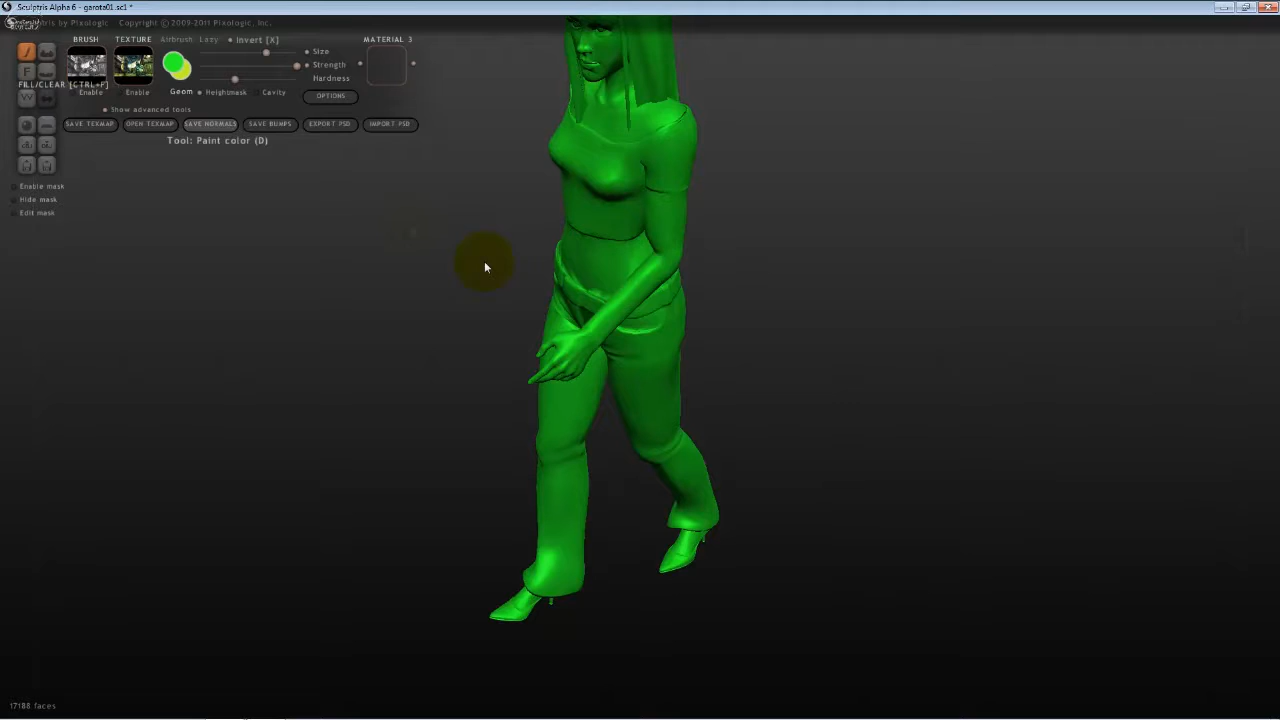 Sculptris Alpha 6 - garota01.sc1 *
Sculptris by Pixologic   Copyright © 2009-2011 Pixologic, Inc.
BRUSH   TEXTURE   Airbrush   Lazy   Invert [X]   MATERIAL 3
Size
F   Strength
FILL/CLEAR [CTRL+F]   Hardness
Enable   Enable   Geom   Heightmask   Cavity   OPTIONS
Show advanced tools
SAVE TEXMAP   OPEN TEXMAP   SAVE NORMALS   SAVE BUMPS   EXPORT PSD   IMPORT PSD
Tool: Paint color (D)
Enable mask
Hide mask
Edit mask
17188 faces